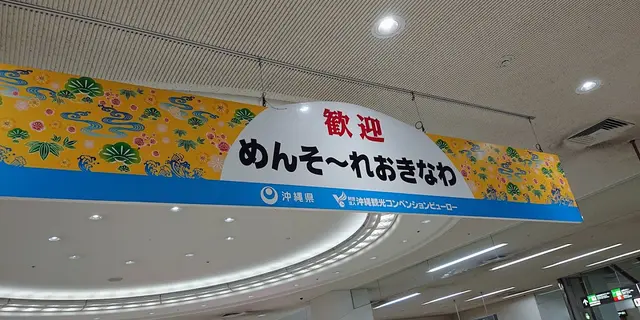 歓迎
めんそ〜れおきなわ
沖縄県 沖縄観光コンベンションビューロー